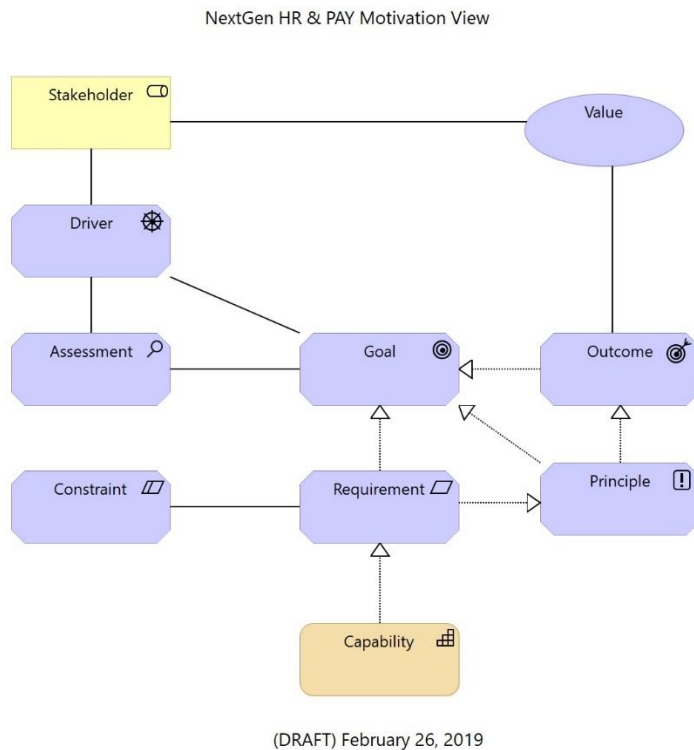 NextGen HR & PAY Motivation View
Stakeholder
Value
Driver
Assessment
Goal
Outcome
Constraint
Requirement
Principle
Capability
(DRAFT) February 26, 2019